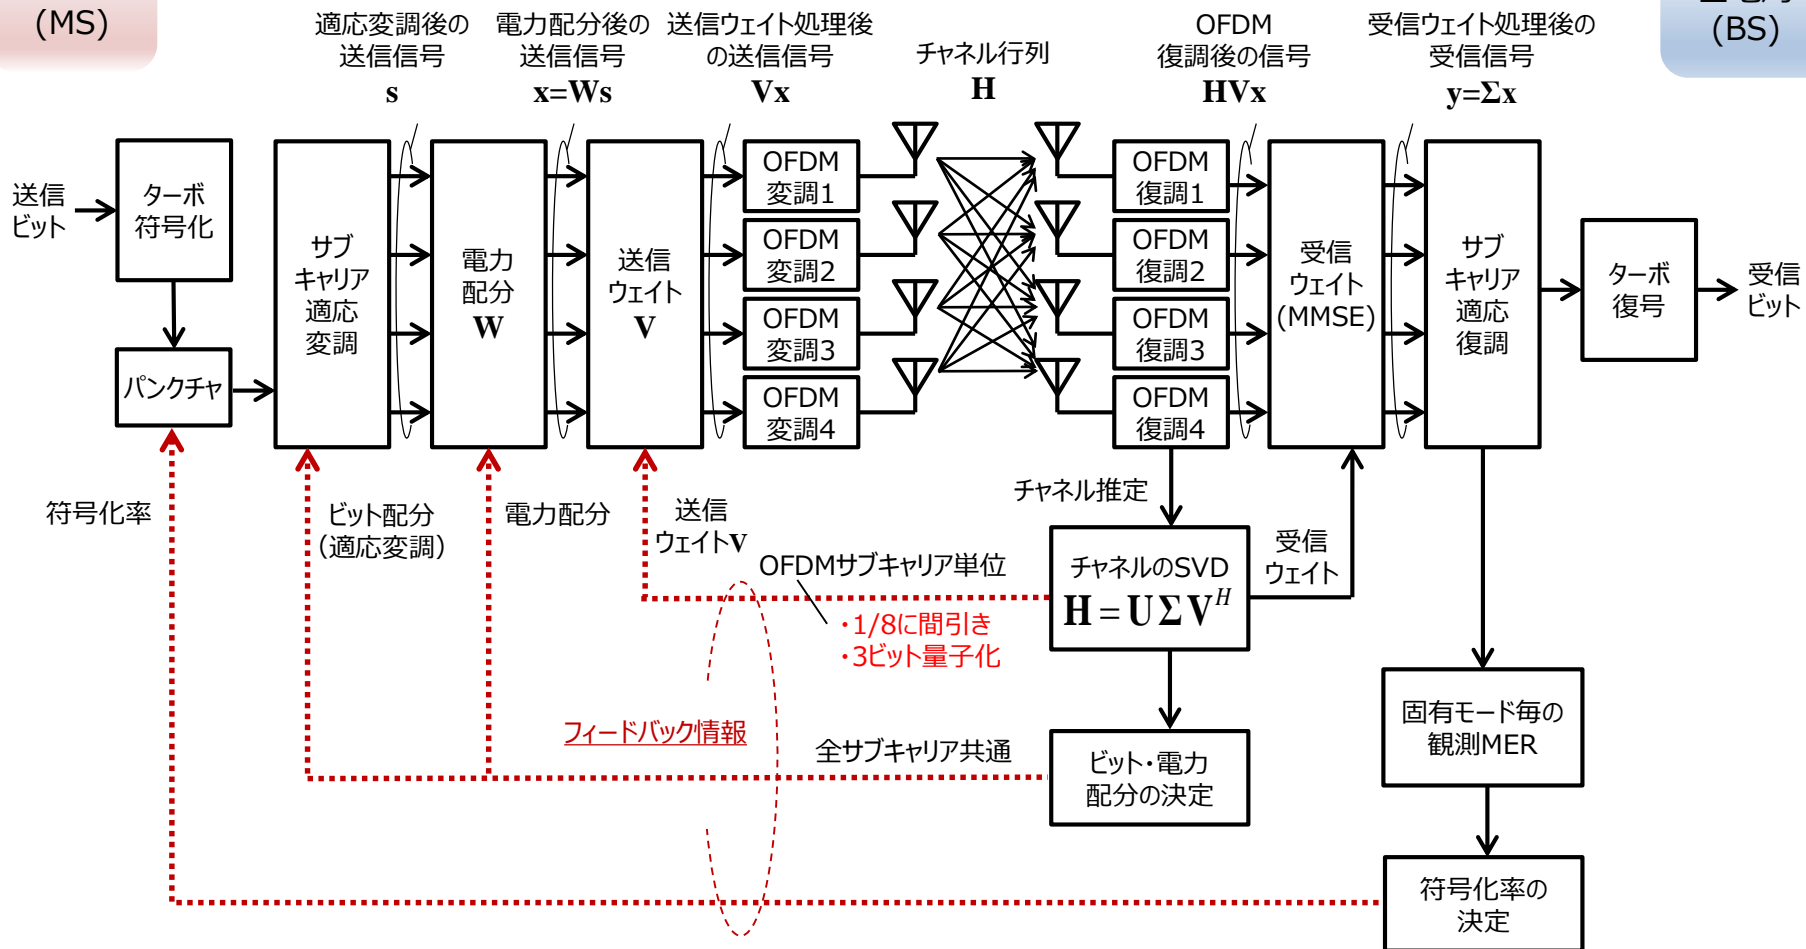 (MS)
適応変調後の
送信信号
s
電力配分後の
送信信号
x=Ws
送信ウェイト処理後
の送信信号
Vx
チャネル行列
H
OFDM
復調後の信号
HVx
受信ウェイト処理後の
受信信号
y=Σx
(BS)
送信
ビット
ターボ
符号化
パンクチャ
サブ
キャリア
適応
変調
電力
配分
W
送信
ウェイト
V
OFDM
変調1
OFDM
変調2
OFDM
変調3
OFDM
変調4
OFDM
復調1
OFDM
復調2
OFDM
復調3
OFDM
復調4
受信
ウェイト
(MMSE)
サブ
キャリア
適応
復調
ターボ
復号
受信
ビット
符号化率
ビット配分
(適応変調)
電力配分
送信
ウェイトV
チャネル推定
OFDMサブキャリア単位
・1/8に間引き
・3ビット量子化
チャネルのSVD
H=UΣV^H
受信
ウェイト
フィードバック情報
全サブキャリア共通
ビット・電力
配分の決定
固有モード毎の
観測MER
符号化率の
決定